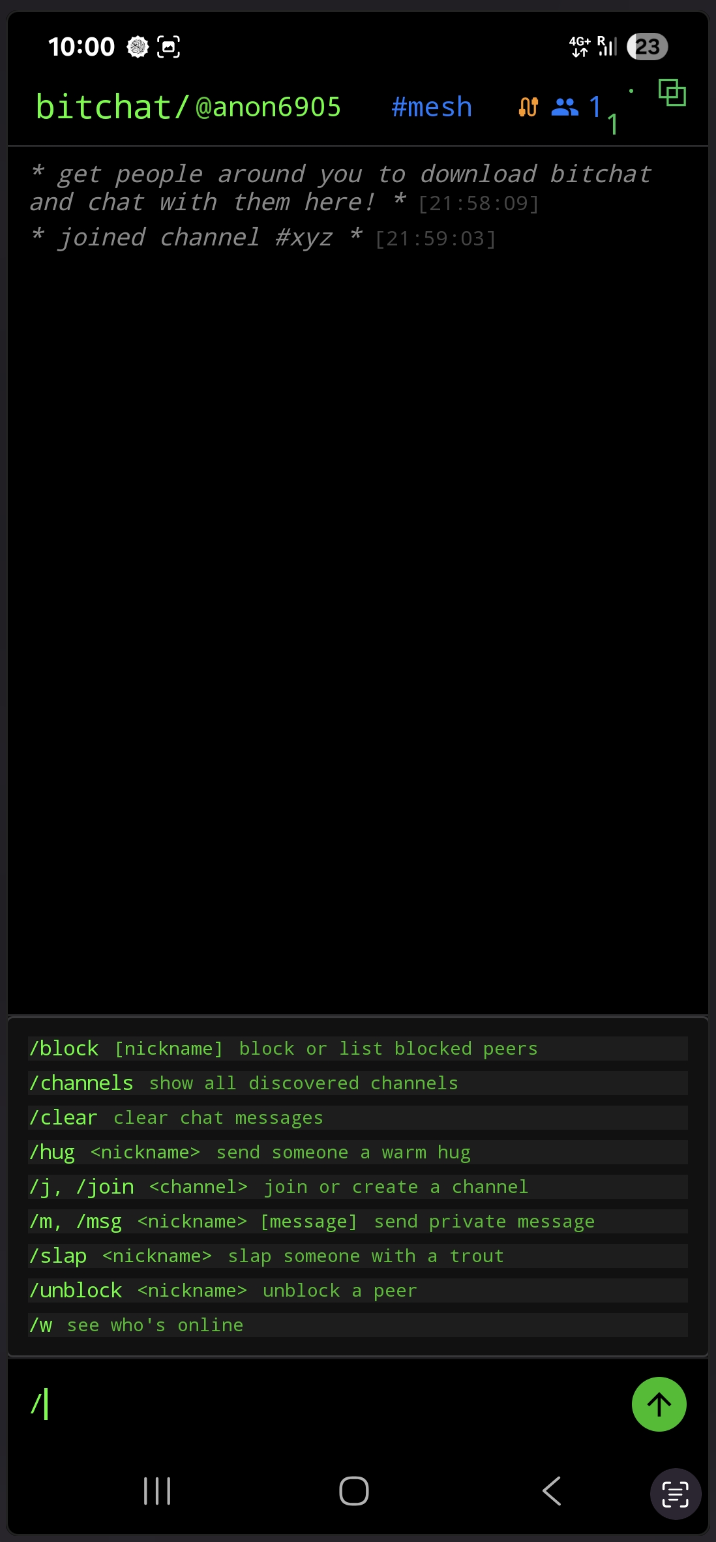 10:00 4G+ R 23
bitchat/ @anon6905 #mesh 1 1
* get people around you to download bitchat
and chat with them here! * [21:58:09]
* joined channel #xyz * [21:59:03]
/block [nickname] block or list blocked peers
/channels show all discovered channels
/clear clear chat messages
/hug <nickname> send someone a warm hug
/j, /join <channel> join or create a channel
/m, /msg <nickname> [message] send private message
/slap <nickname> slap someone with a trout
/unblock <nickname> unblock a peer
/w see who's online
/